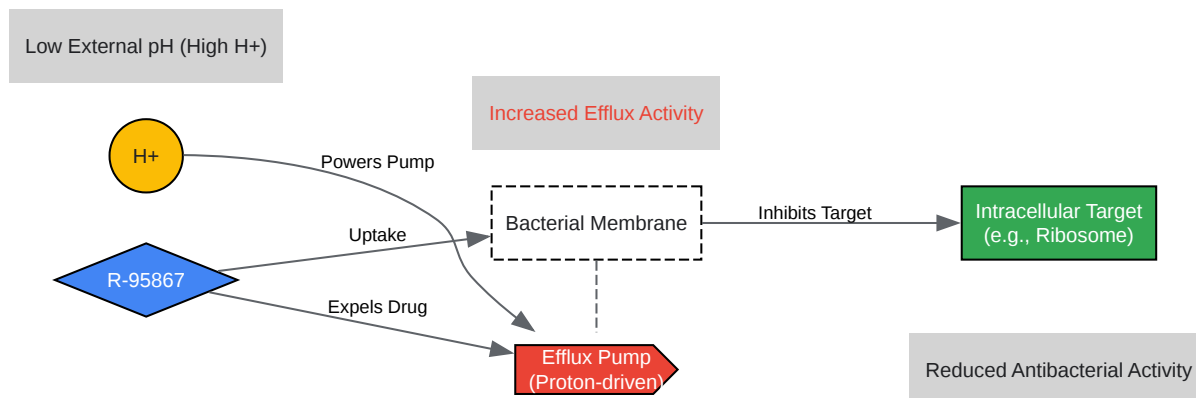 Low External pH (High H+)
Increased Efflux Activity
H+
Powers Pump
Bacterial Membrane
Inhibits Target
Intracellular Target
(e.g., Ribosome)
Uptake
R-95867
Expels Drug
Efflux Pump
(Proton-driven)
Reduced Antibacterial Activity